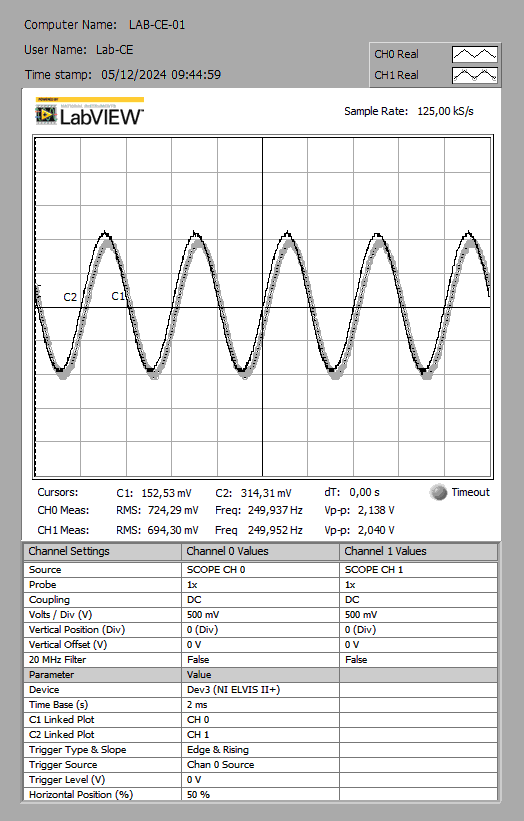 Computer Name: LAB-CE-01
User Name: Lab-CE
Time stamp: 05/12/2024 09:44:59
CH0 Real
CH1 Real
POWERED BY
NATIONAL INSTRUMENTS
LabVIEW™
Sample Rate: 125,00 kS/s
C2 C1
Cursors: C1: 152,53 mV C2: 314,31 mV dT: 0,00 s Timeout
CH0 Meas: RMS: 724,29 mV Freq: 249,937 Hz Vp-p: 2,138 V
CH1 Meas: RMS: 694,30 mV Freq 249,952 Hz Vp-p: 2,040 V
Channel Settings Channel 0 Values Channel 1 Values
Source SCOPE CH 0 SCOPE CH 1
Probe 1x 1x
Coupling DC DC
Volts / Div (V) 500 mV 500 mV
Vertical Position (Div) 0 (Div) 0 (Div)
Vertical Offset (V) 0 V 0 V
20 MHz Filter False False
Parameter Value
Device Dev3 (NI ELVIS II+)
Time Base (s) 2 ms
C1 Linked Plot CH 0
C2 Linked Plot CH 1
Trigger Type & Slope Edge & Rising
Trigger Source Chan 0 Source
Trigger Level (V) 0 V
Horizontal Position (%) 50 %